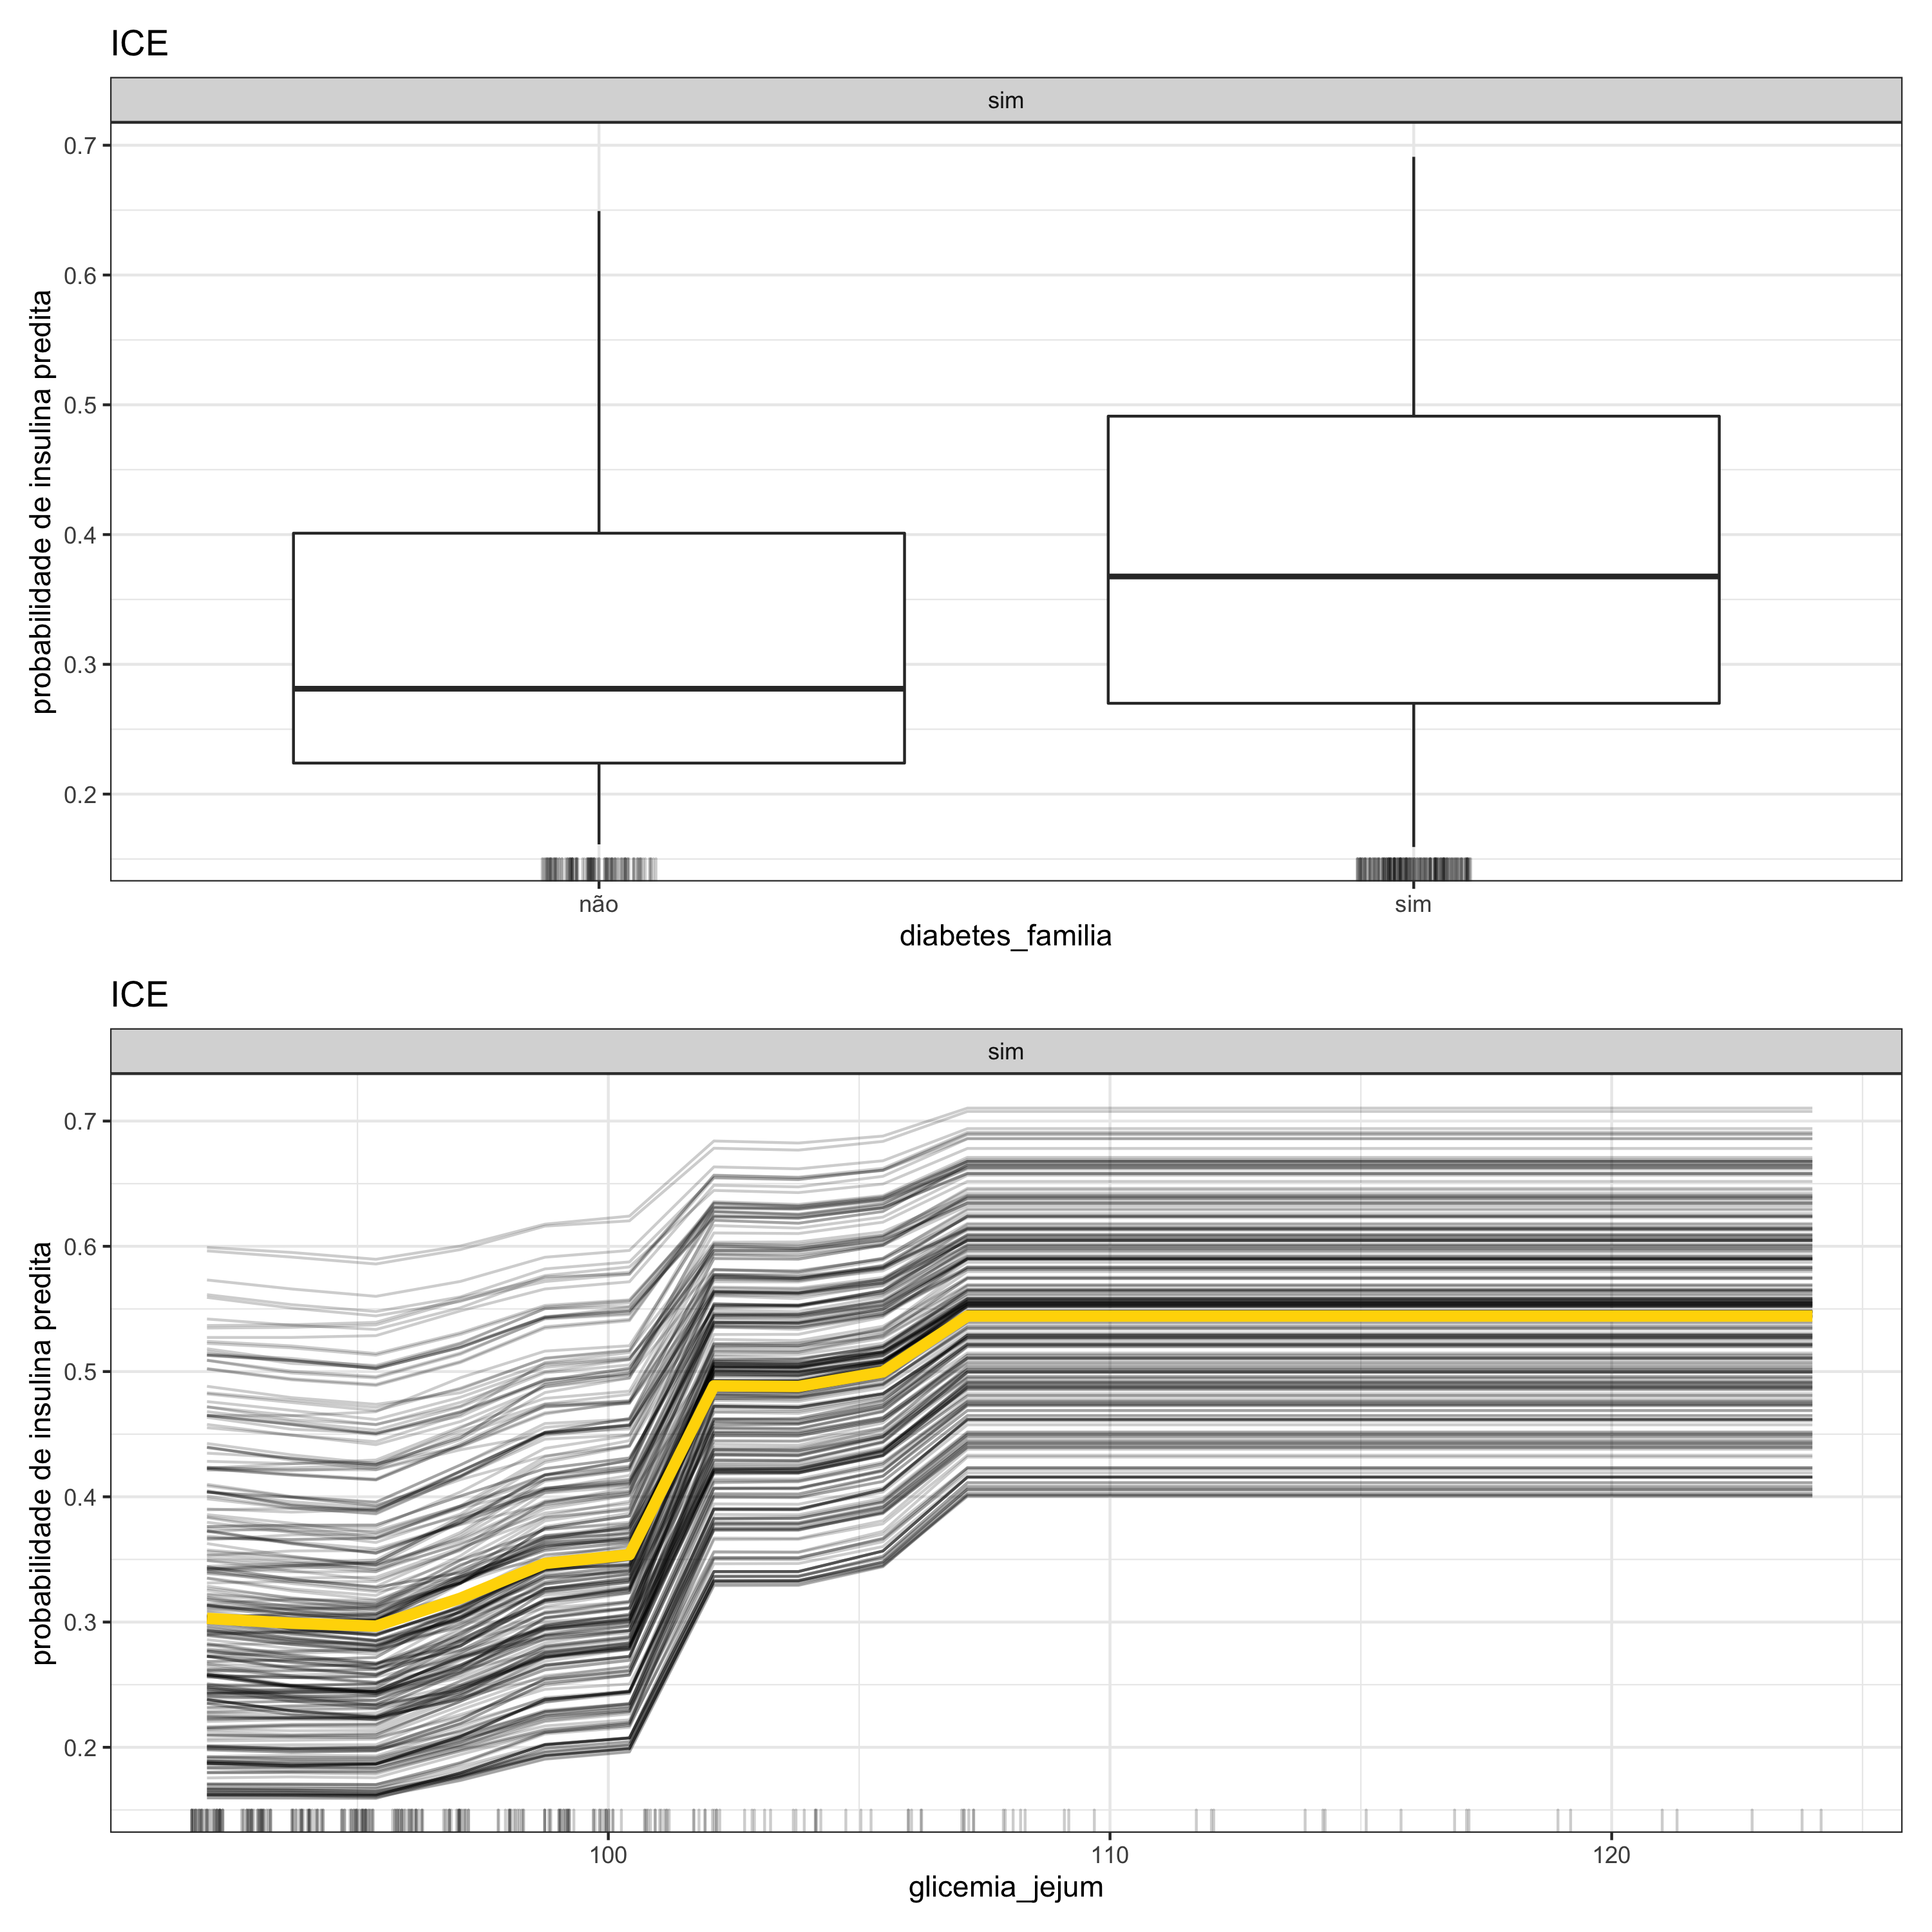 ICE
sim
probabilidade de insulina predita
0.7
0.6
0.5
0.4
0.3
0.2
não
sim
diabetes_familia
ICE
sim
probabilidade de insulina predita
0.7
0.6
0.5
0.4
0.3
0.2
100
110
120
glicemia_jejum